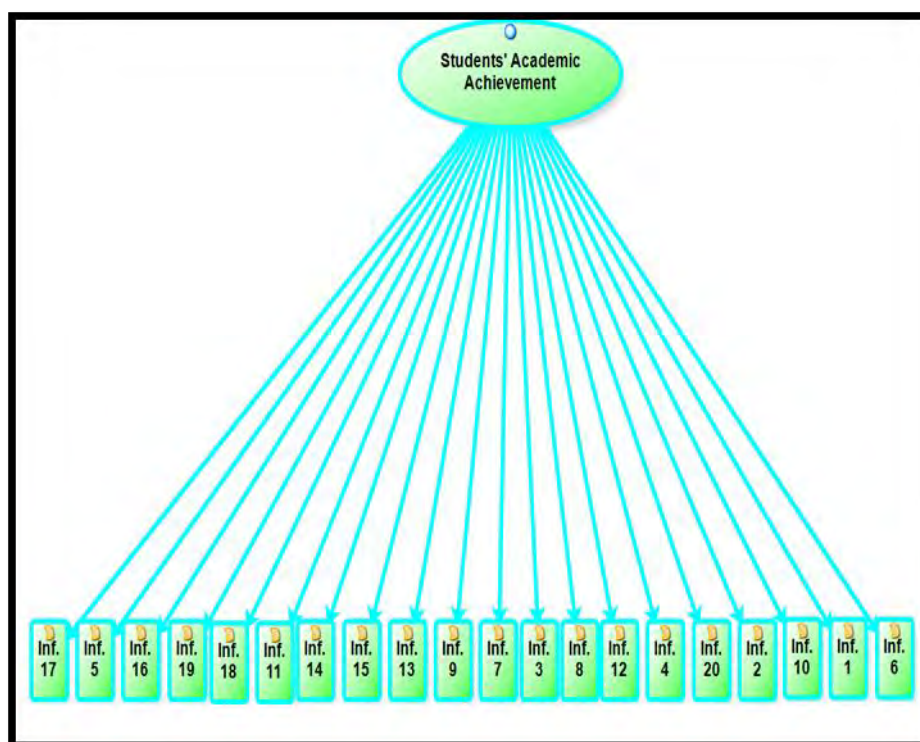 Students' Academic
Achievement
Inf.
17
Inf.
5
Inf.
16
Inf.
19
Inf.
18
Inf.
11
Inf.
14
Inf.
15
Inf.
13
Inf.
9
Inf.
7
Inf.
3
Inf.
8
Inf.
12
Inf.
4
Inf.
20
Inf.
2
Inf.
10
Inf.
1
Inf.
6